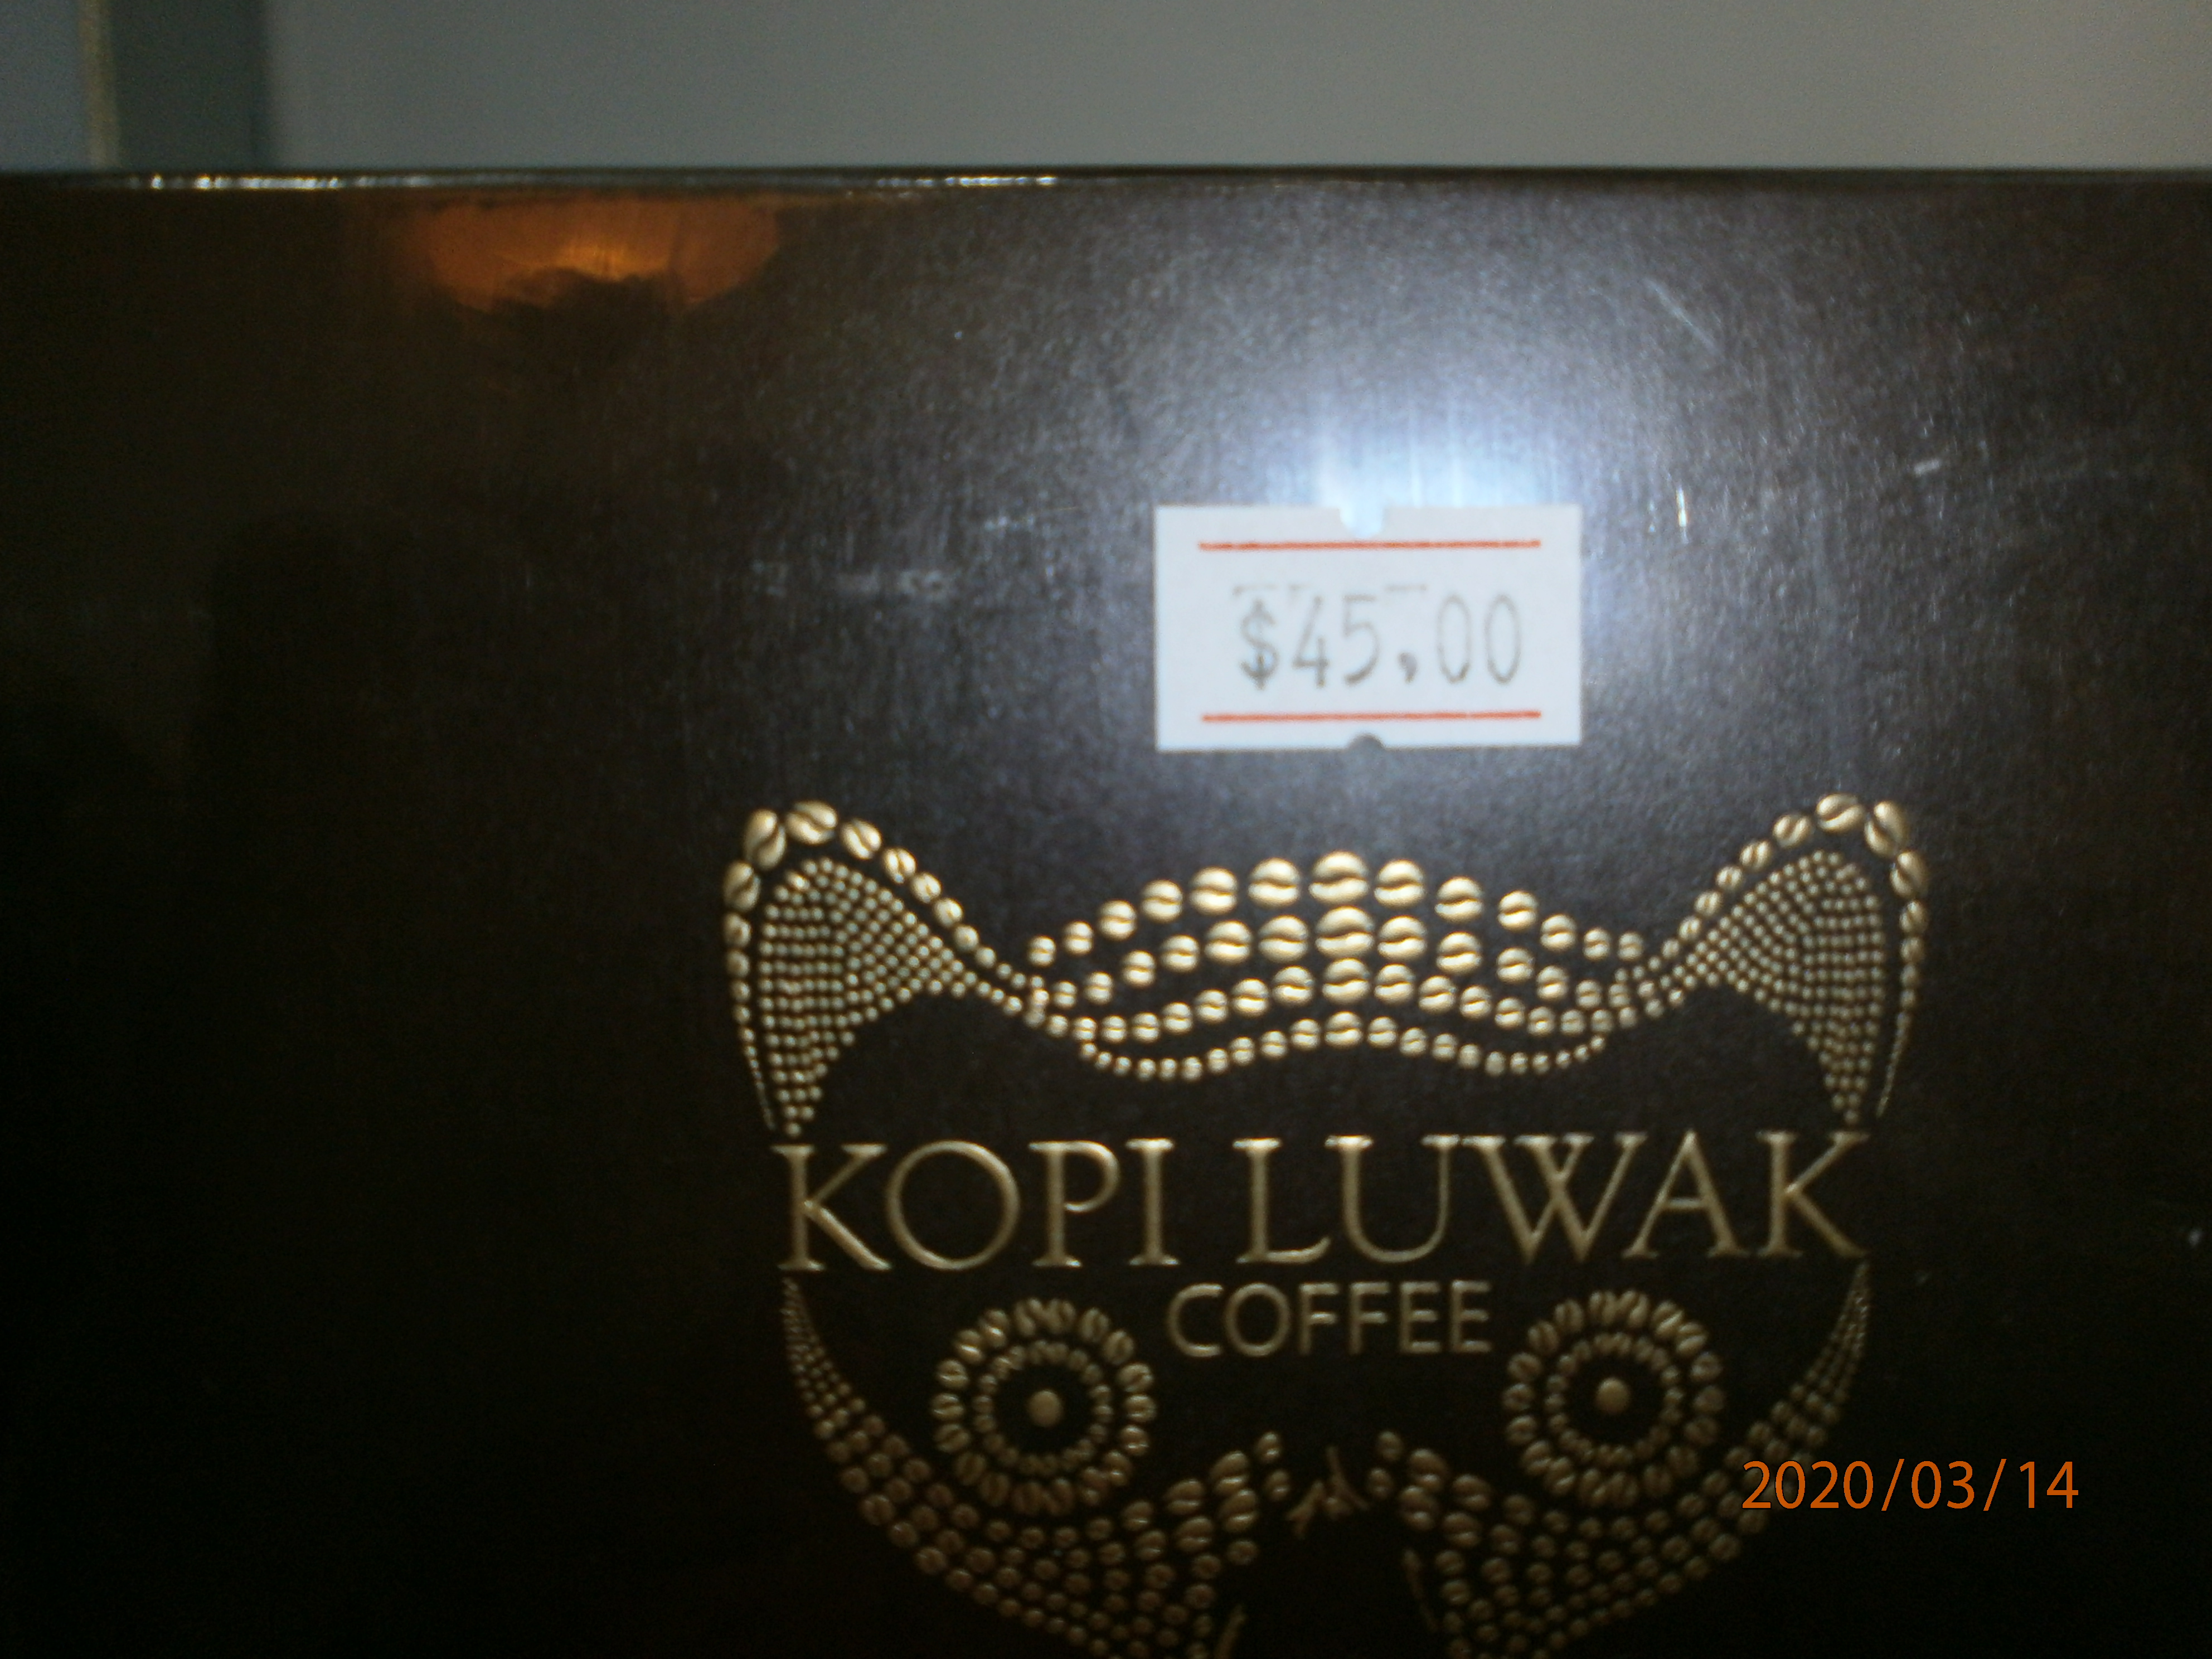 $45,00
KOPI LUWAK
COFFEE
2020/03/14